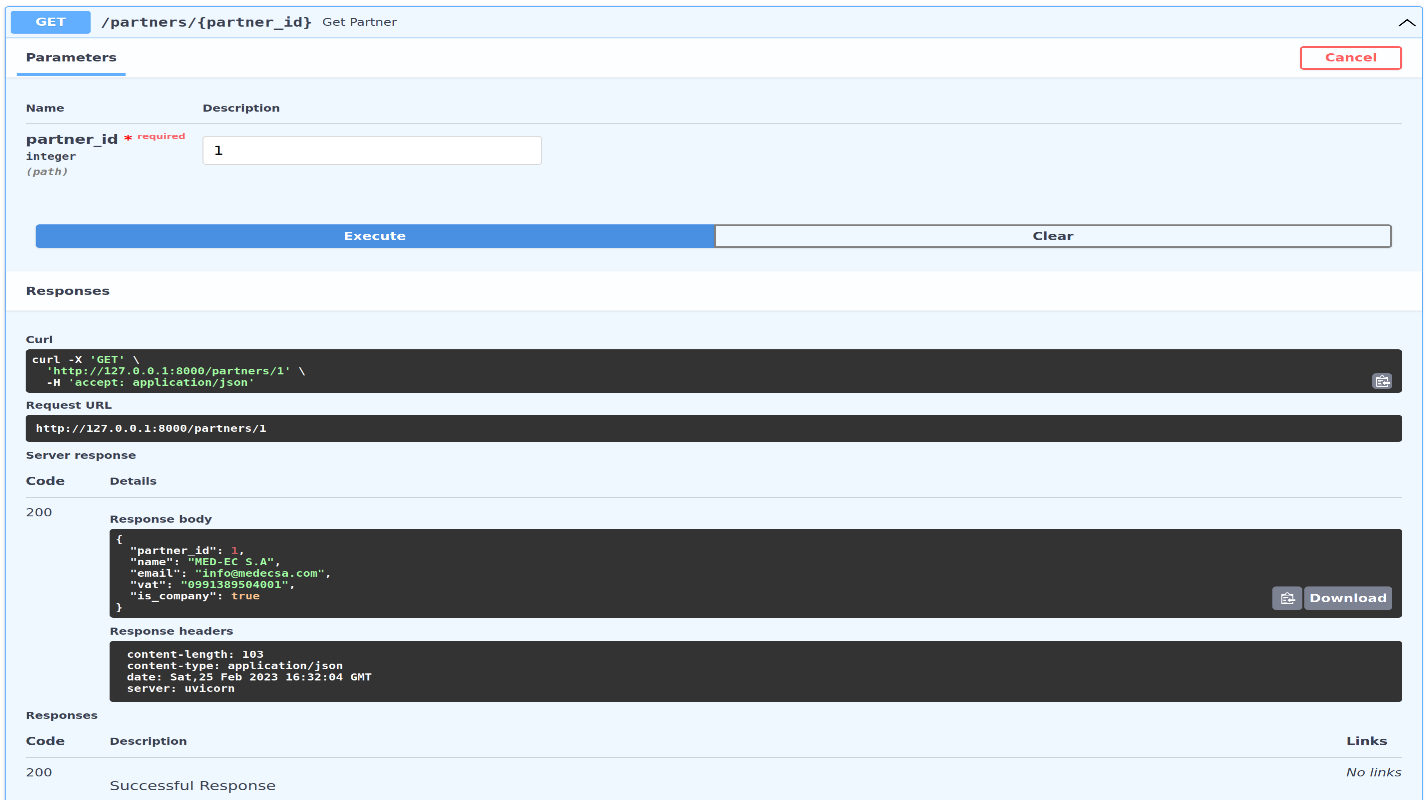 GET /partners/{partner_id} Get Partner
Parameters Cancel
Name Description
partner_id * required
integer
(path)
1
Execute Clear
Responses
Curl
curl -X 'GET' \
  'http://127.0.0.1:8000/partners/1' \
  -H 'accept: application/json'
Request URL
http://127.0.0.1:8000/partners/1
Server response
Code Details
200
Response body
{
  "partner_id": 1,
  "name": "MED-EC S.A",
  "email": "info@medecsa.com",
  "vat": "0991389504001",
  "is_company": true
}
Download
Response headers
content-length: 103
content-type: application/json
date: Sat,25 Feb 2023 16:32:04 GMT
server: uvicorn
Responses
Code Description Links
200 No links
Successful Response